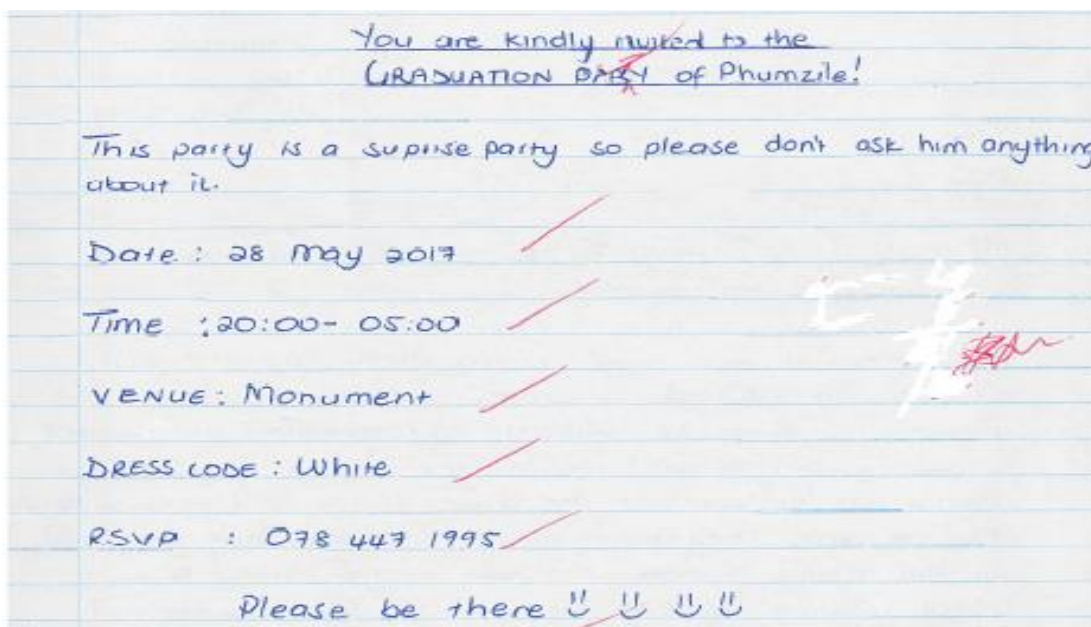 You are kindly invited to the
GRADUATION PARY of Phumzile!
This party is a suprise party so please don't ask him anything
about it.
Date : 28 May 2017
Time : 20:00 - 05:00
VENUE : Monument
DRESS CODE : White
RSVP : 078 447 1995
Please be there